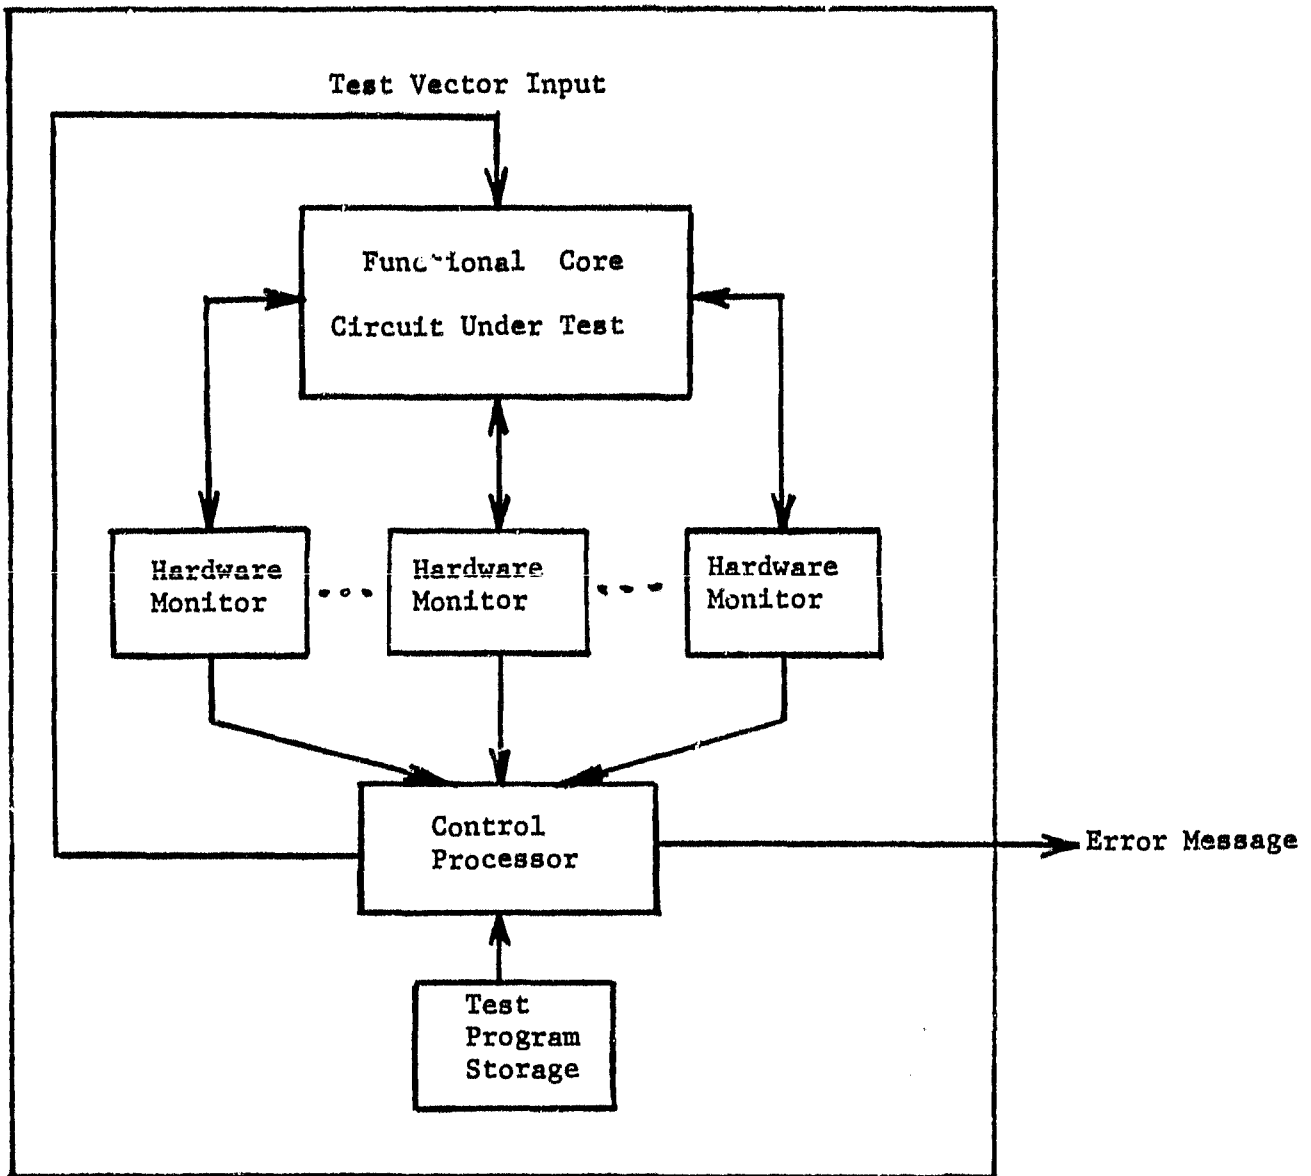 Test Vector Input
Functional Core
Circuit Under Test
Hardware
Monitor
Hardware
Monitor
Hardware
Monitor
Control
Processor
Error Message
Test
Program
Storage